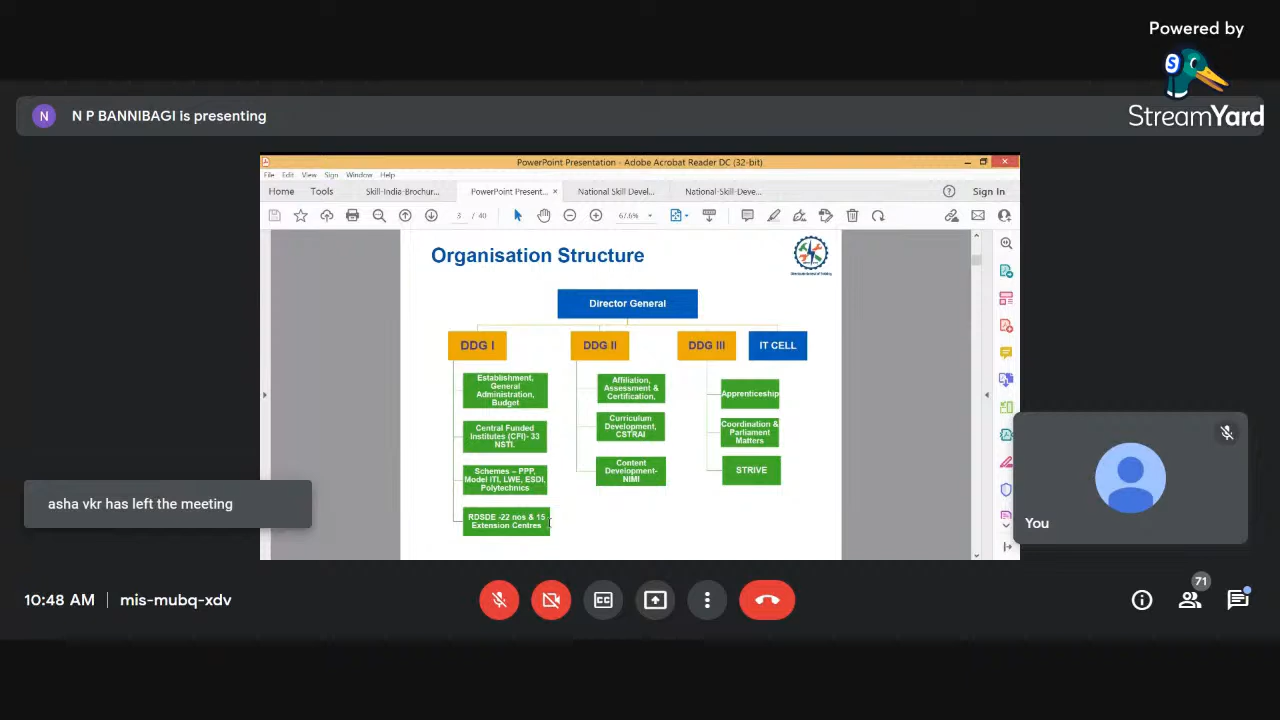 Powered by
StreamYard
N
N P BANNIBAGI is presenting
PowerPoint Presentation - Adobe Acrobat Reader DC (32-bit)
File Edit View Sign Window Help
Home Tools Skill-India-Brochur... PowerPoint Present... × National Skill Devel... National-Skill-Deve... Sign In
3 / 40 67.6%
Organisation Structure
Director General
DDG I DDG II DDG III IT CELL
Establishment,
General
Administration,
Budget
Central Funded
Institutes (CFI)- 33
NSTI.
Schemes – PPP,
Model ITI, LWE, ESDI,
Polytechnics
RDSDE -22 nos & 15
Extension Centres
Affiliation,
Assessment &
Certification,
Curriculum
Development,
CSTRAI
Content
Development-
NIMI
Apprenticeship
Coordination &
Parliament
Matters
STRIVE
asha vkr has left the meeting
You
10:48 AM | mis-mubq-xdv
71